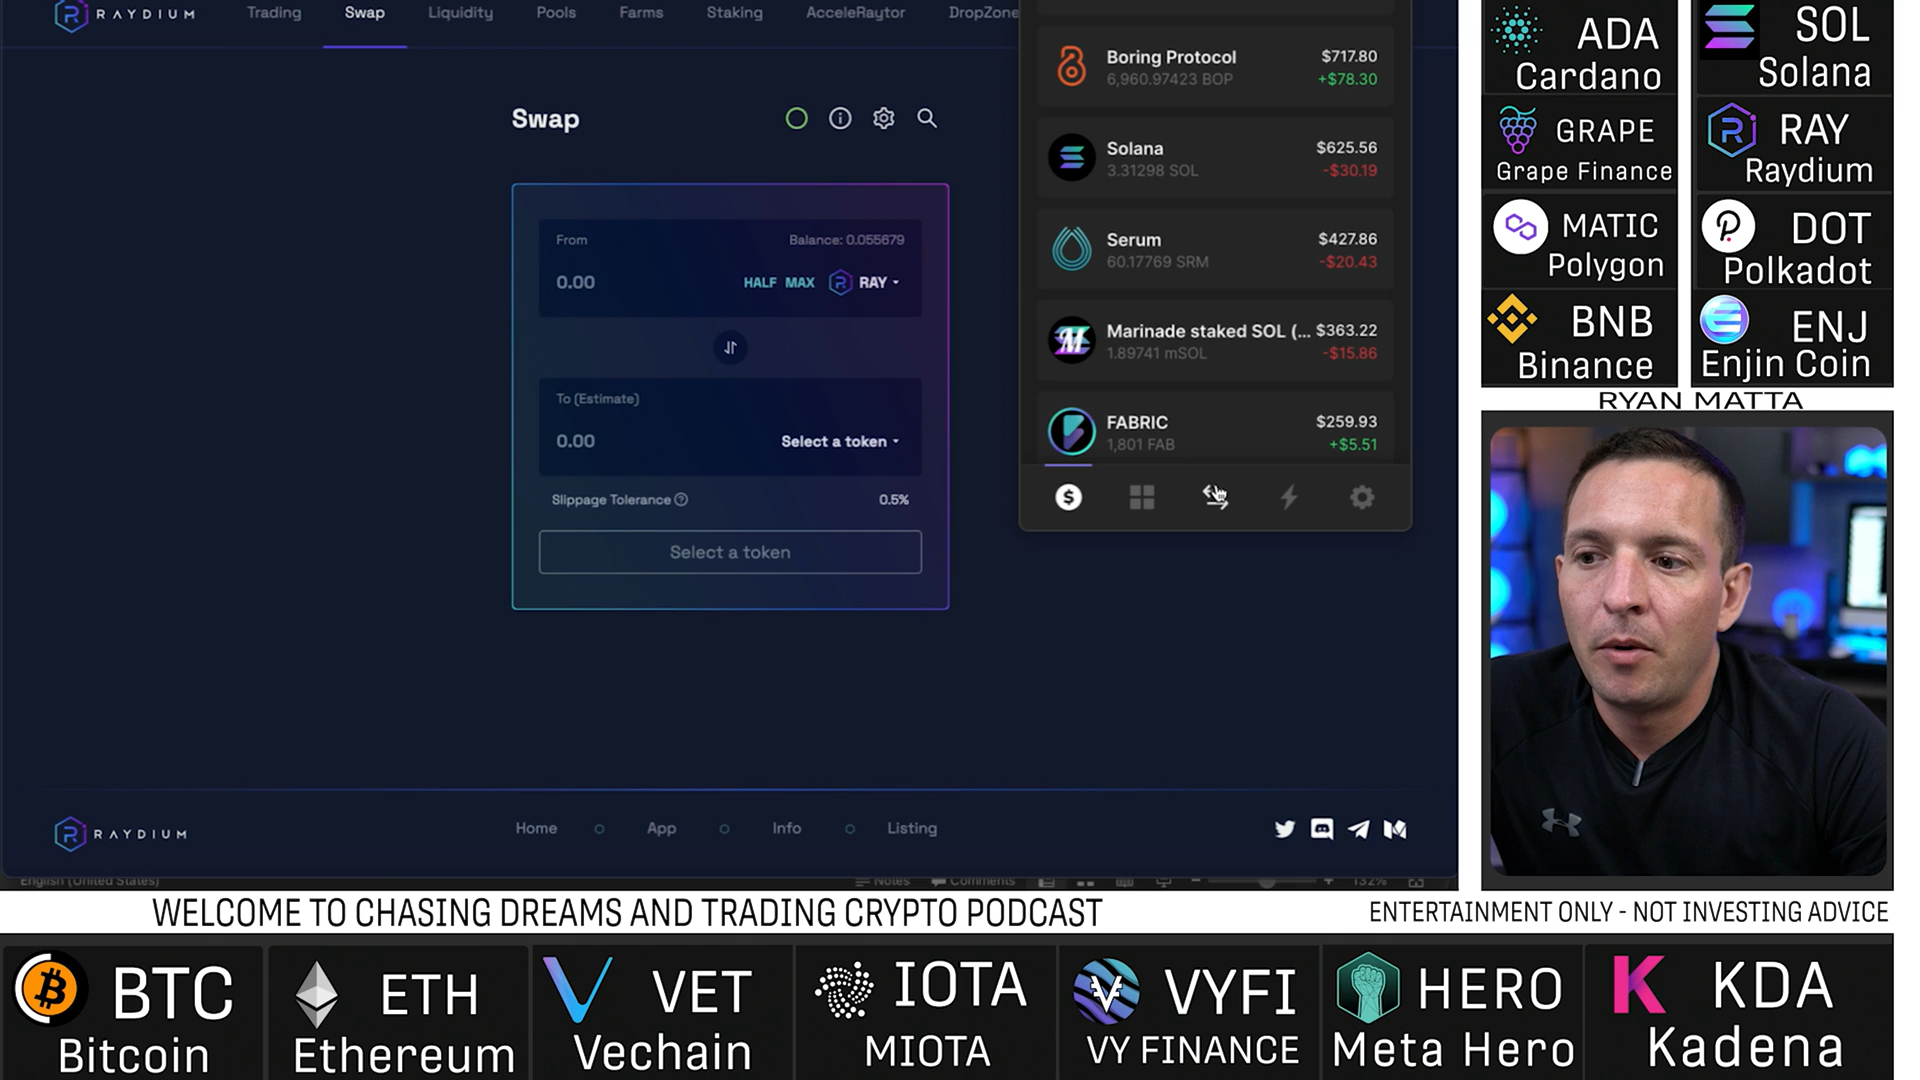 RAYDIUM
Trading
Swap
Liquidity
Pools
Farms
Staking
AcceleRaytor
DropZone
Swap
From
Balance: 0.055679
0.00
HALF MAX
RAY
To (Estimate)
0.00
Select a token
Slippage Tolerance
0.5%
Select a token
Boring Protocol
$717.80
6,960.97423 BOP
+$78.30
Solana
$625.56
3.31298 SOL
-$30.19
Serum
$427.86
60.17769 SRM
-$20.43
Marinade staked SOL (...
$363.22
1.89741 mSOL
-$15.86
FABRIC
$259.93
1,801 FAB
+$5.51
RAYDIUM
Home
App
Info
Listing
English (United States)
Notes
Comments
132%
ADA
Cardano
SOL
Solana
GRAPE
Grape Finance
RAY
Raydium
MATIC
Polygon
DOT
Polkadot
BNB
Binance
ENJ
Enjin Coin
RYAN MATTA
WELCOME TO CHASING DREAMS AND TRADING CRYPTO PODCAST
ENTERTAINMENT ONLY - NOT INVESTING ADVICE
BTC
Bitcoin
ETH
Ethereum
VET
Vechain
IOTA
MIOTA
VYFI
VY FINANCE
HERO
Meta Hero
KDA
Kadena